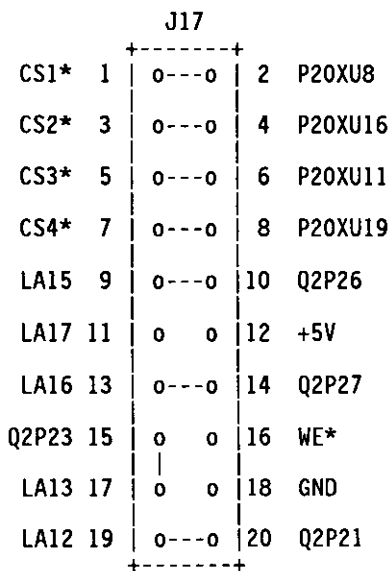 J17
CS1* 1 o---o 2 P20XU8
CS2* 3 o---o 4 P20XU16
CS3* 5 o---o 6 P20XU11
CS4* 7 o---o 8 P20XU19
LA15 9 o---o 10 Q2P26
LA17 11 o o 12 +5V
LA16 13 o---o 14 Q2P27
Q2P23 15 o o 16 WE*
LA13 17 o o 18 GND
LA12 19 o---o 20 Q2P21